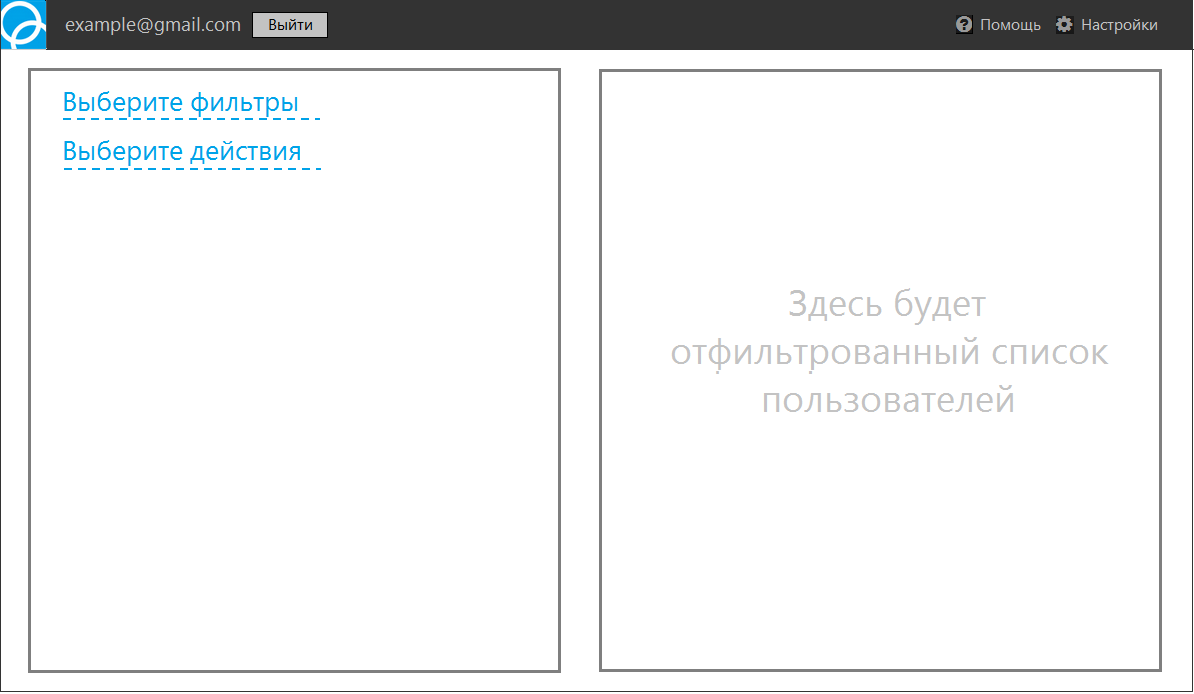 example@gmail.com Выйти Помощь Настройки
Выберите фильтры
Выберите действия
Здесь будет
отфильтрованный список
пользователей